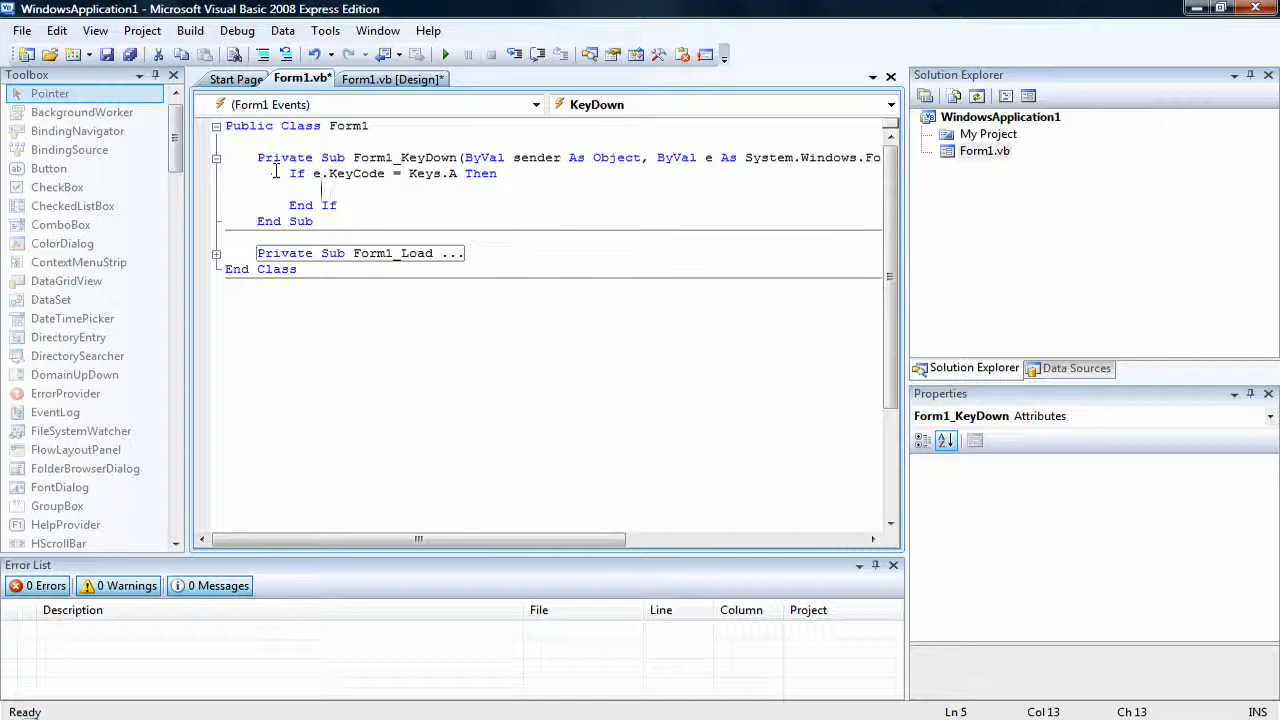 WindowsApplication1 - Microsoft Visual Basic 2008 Express Edition
File Edit View Project Build Debug Data Tools Window Help
Toolbox
Pointer
BackgroundWorker
BindingNavigator
BindingSource
Button
CheckBox
CheckedListBox
ComboBox
ColorDialog
ContextMenuStrip
DataGridView
DataSet
DateTimePicker
DirectoryEntry
DirectorySearcher
DomainUpDown
ErrorProvider
EventLog
FileSystemWatcher
FlowLayoutPanel
FolderBrowserDialog
FontDialog
GroupBox
HelpProvider
HScrollBar
Start Page Form1.vb* Form1.vb [Design]*
(Form1 Events) KeyDown
Public Class Form1
Private Sub Form1_KeyDown(ByVal sender As Object, ByVal e As System.Windows.Fo
If e.KeyCode = Keys.A Then
End If
End Sub
Private Sub Form1_Load ...
End Class
Solution Explorer
WindowsApplication1
My Project
Form1.vb
Solution Explorer Data Sources
Properties
Form1_KeyDown Attributes
Error List
0 Errors 0 Warnings 0 Messages
Description File Line Column Project
Ready Ln 5 Col 13 Ch 13 INS